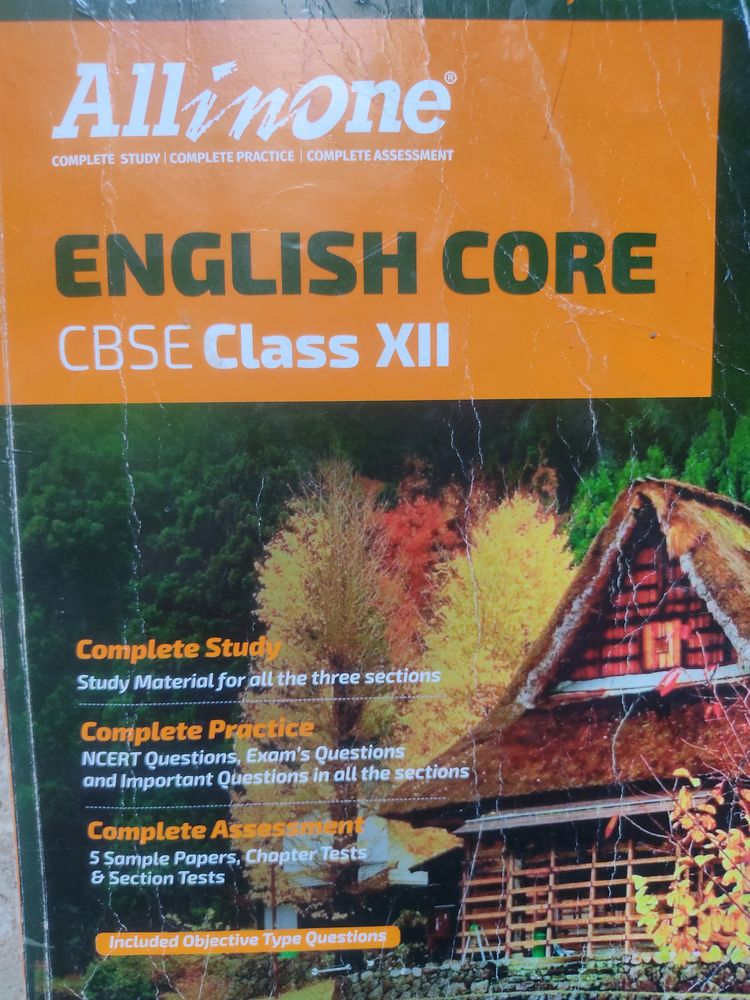 All in One®
COMPLETE STUDY | COMPLETE PRACTICE | COMPLETE ASSESSMENT
ENGLISH CORE
CBSE Class XII
Complete Study
Study Material for all the three sections
Complete Practice
NCERT Questions, Exam's Questions
and Important Questions in all the sections
Complete Assessment
5 Sample Papers, Chapter Tests
& Section Tests
Included Objective Type Questions